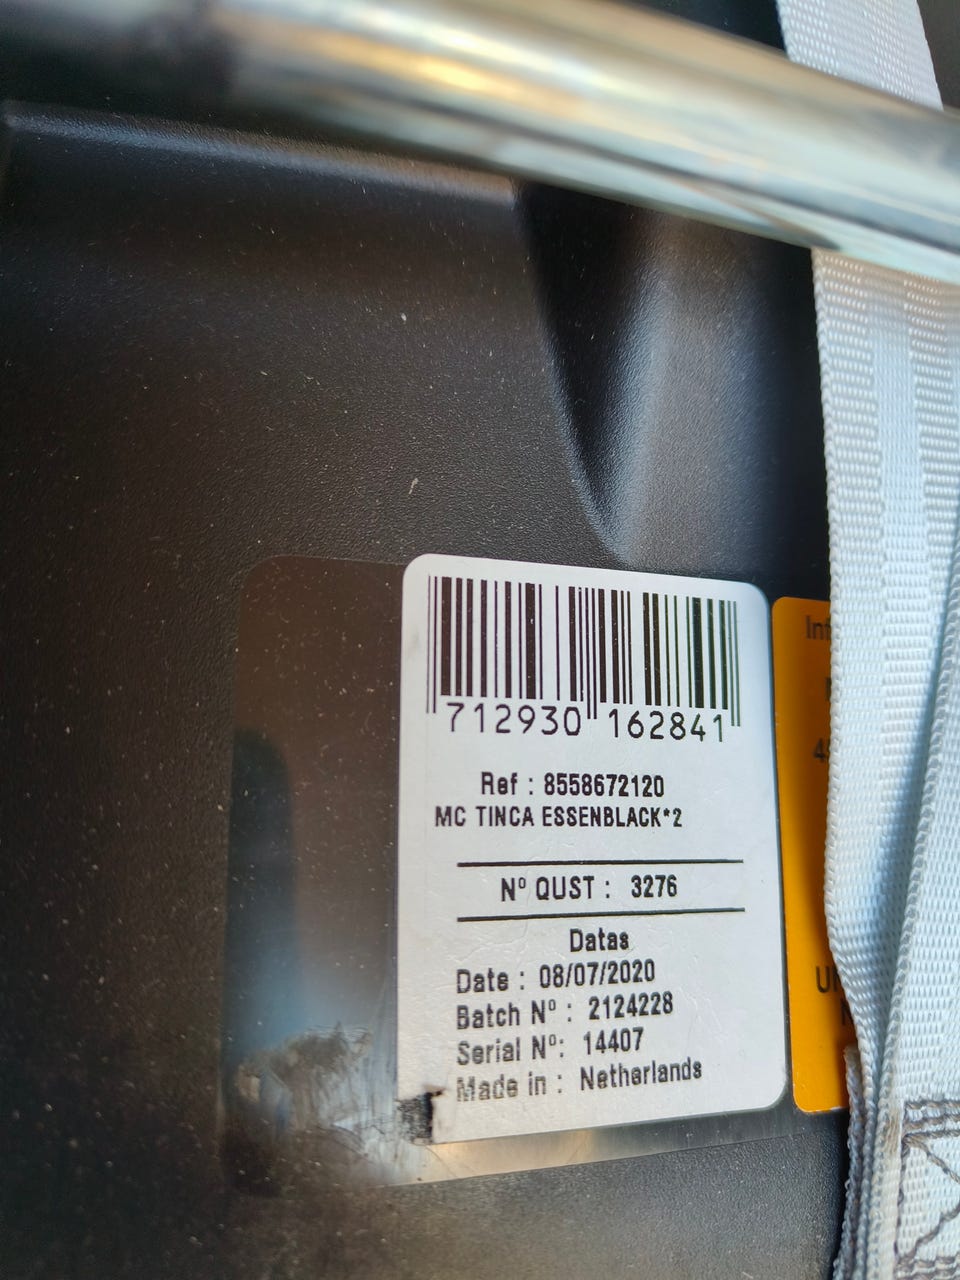 712930 162841
Ref : 8558672120
MC TINCA ESSENBLACK*2
Nº QUST : 3276
Datas
Date : 08/07/2020
Batch Nº : 2124228
Serial Nº: 14407
Made in : Netherlands